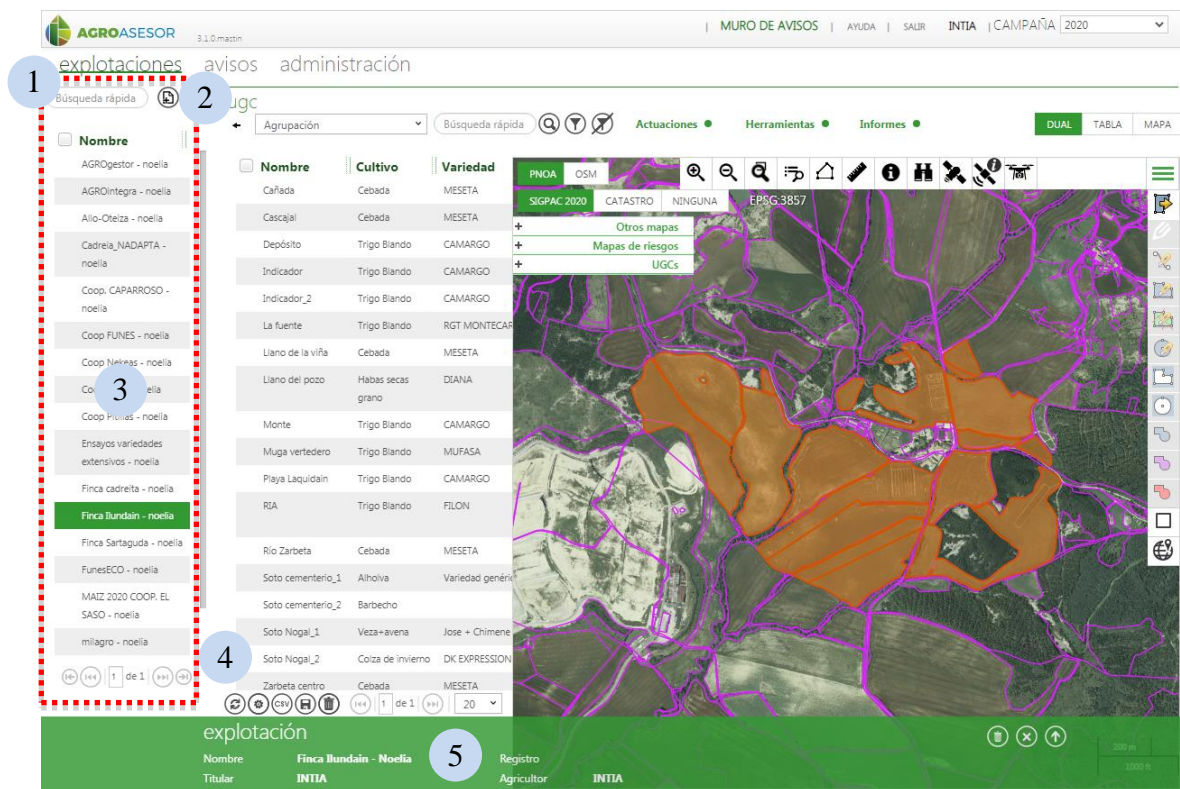 AGROASESOR 3.1.0.mastin | MURO DE AVISOS | AYUDA | SALIR INTIA | CAMPAÑA 2020
explotaciones avisos administración
1
2
Búsqueda rápida
ugc
Agrupación Búsqueda rápida Actuaciones Herramientas Informes DUAL TABLA MAPA
Nombre
AGROgestor - noelia
AGROintegra - noelia
Allo-Oteiza - noelia
Cadreia_NADAPTA -
noelia
Coop. CAPARROSO -
noelia
Coop FUNES - noelia
Coop Nekeas - noelia
3
Coop Pitillas - noelia
Ensayos variedades
extensivos - noelia
Finca cadreita - noelia
Finca Ilundain - noelia
Finca Sartaguda - noelia
FunesECO - noelia
MAIZ 2020 COOP. EL
SASO - noelia
milagro - noelia
1 de 1
Nombre Cultivo Variedad
Cañada Cebada MESETA
Cascajal Cebada MESETA
Depósito Trigo Blando CAMARGO
Indicador Trigo Blando CAMARGO
Indicador_2 Trigo Blando CAMARGO
La fuente Trigo Blando RGT MONTECAR
Llano de la viña Cebada MESETA
Llano del pozo Habas secas DIANA
grano
Monte Trigo Blando CAMARGO
Muga vertedero Trigo Blando MUFASA
Playa Laquidain Trigo Blando CAMARGO
RIA Trigo Blando FILON
Río Zarbeta Cebada MESETA
Soto cementerio_1 Alholva Variedad genéric
Soto cementerio_2 Barbecho
Soto Nogal_1 Veza+avena Jose + Chimene
Soto Nogal_2 Colza de invierno DK EXPRESSION
Zarbeta centro Cebada MESETA
4
CSV 1 de 1 20
PNOA OSM
SIGPAC 2020 CATASTRO NINGUNA EPSG:3857
+ Otros mapas
+ Mapas de riesgos
+ UGCs
explotación
5
Nombre Finca Ilundain - Noelia Registro
Titular INTIA Agricultor INTIA
200 m
1000 ft